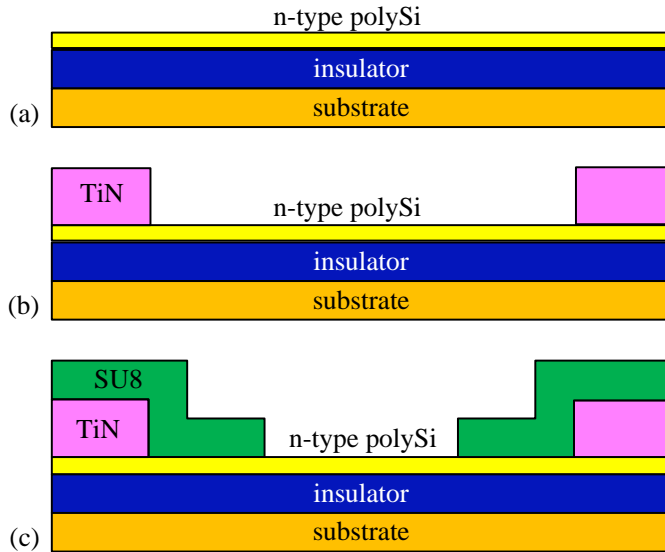 n-type polySi
insulator
(a) substrate
TiN
n-type polySi
insulator
(b) substrate
SU8
TiN n-type polySi
insulator
(c) substrate